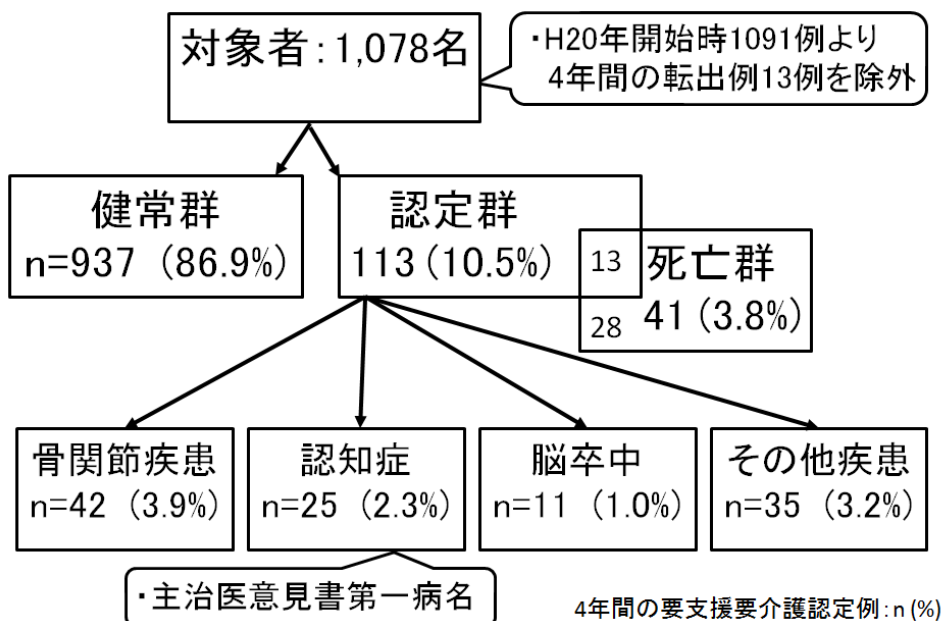 対象者:1,078名
・H20年開始時1091例より
4年間の転出例13例を除外
健常群
n=937 (86.9%)
認定群
113(10.5%)
13
死亡群
28
41(3.8%)
骨関節疾患
n=42 (3.9%)
認知症
n=25 (2.3%)
脳卒中
n=11 (1.0%)
その他疾患
n=35 (3.2%)
・主治医意見書第一病名
4年間の要支援要介護認定例:n(%)